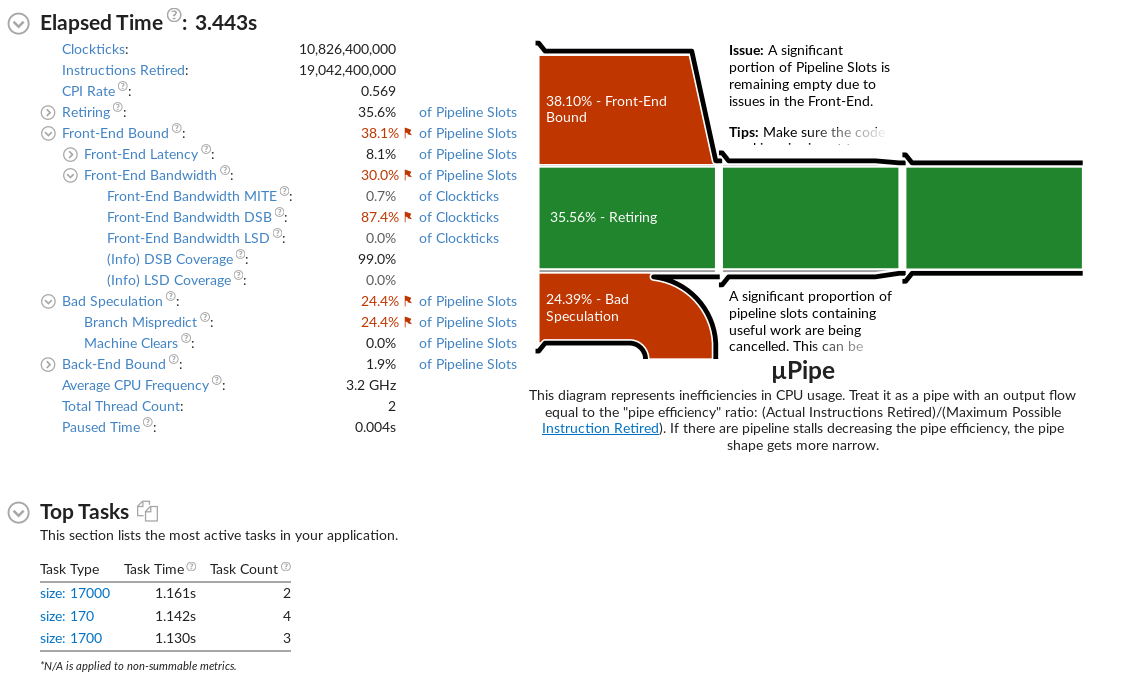 Elapsed Time : 3.443s
Clockticks: 10,826,400,000
Instructions Retired: 19,042,400,000
CPI Rate : 0.569
Retiring : 35.6% of Pipeline Slots
Front-End Bound : 38.1% of Pipeline Slots
Front-End Latency : 8.1% of Pipeline Slots
Front-End Bandwidth : 30.0% of Pipeline Slots
Front-End Bandwidth MITE : 0.7% of Clockticks
Front-End Bandwidth DSB : 87.4% of Clockticks
Front-End Bandwidth LSD : 0.0% of Clockticks
(Info) DSB Coverage : 99.0%
(Info) LSD Coverage : 0.0%
Bad Speculation : 24.4% of Pipeline Slots
Branch Mispredict : 24.4% of Pipeline Slots
Machine Clears : 0.0% of Pipeline Slots
Back-End Bound : 1.9% of Pipeline Slots
Average CPU Frequency : 3.2 GHz
Total Thread Count: 2
Paused Time : 0.004s
38.10% - Front-End
Bound
Issue: A significant
portion of Pipeline Slots is
remaining empty due to
issues in the Front-End.
Tips: Make sure the code
35.56% - Retiring
24.39% - Bad
Speculation
A significant proportion of
pipeline slots containing
useful work are being
cancelled. This can be
µPipe
This diagram represents inefficiencies in CPU usage. Treat it as a pipe with an output flow
equal to the "pipe efficiency" ratio: (Actual Instructions Retired)/(Maximum Possible
Instruction Retired). If there are pipeline stalls decreasing the pipe efficiency, the pipe
shape gets more narrow.
Top Tasks
This section lists the most active tasks in your application.
Task Type Task Time Task Count
size: 17000 1.161s 2
size: 170 1.142s 4
size: 1700 1.130s 3
*N/A is applied to non-summable metrics.